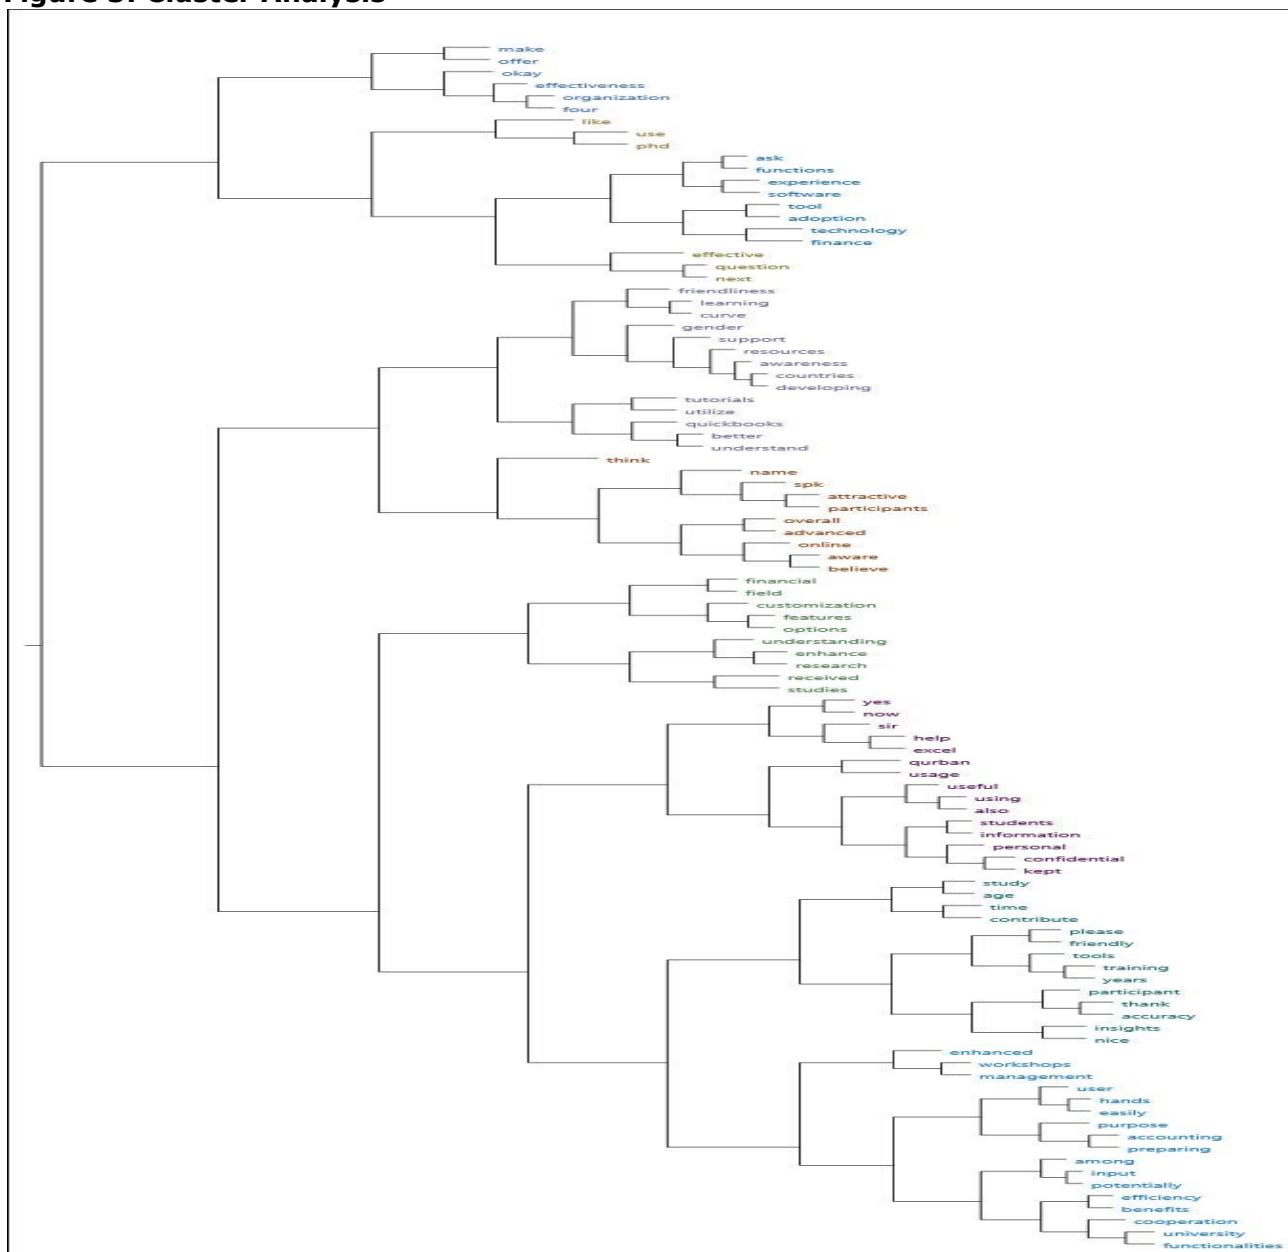 Figure 3: Cluster Analysis
make
offer
okay
effectiveness
organization
four
like
use
phd
ask
functions
experience
software
tool
adoption
technology
finance
effective
question
next
friendliness
learning
curve
gender
support
resources
awareness
countries
developing
tutorials
utilize
quickbooks
better
understand
think
name
spk
attractive
participants
overall
advanced
online
aware
believe
financial
field
customization
features
options
understanding
enhance
research
received
studies
yes
now
sir
help
excel
qurban
usage
useful
using
also
students
information
personal
confidential
kept
study
age
time
contribute
please
friendly
tools
training
years
participant
thank
accuracy
insights
nice
enhanced
workshops
management
user
hands
easily
purpose
accounting
preparing
among
input
potentially
efficiency
benefits
cooperation
university
functionalities